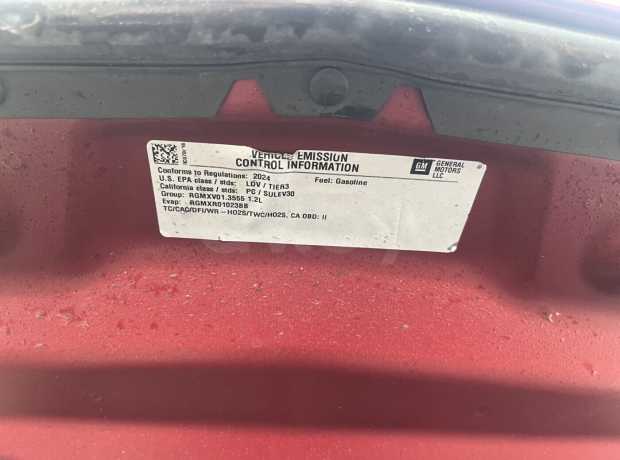 VEHICLE EMISSION
CONTROL INFORMATION
GM
GENERAL
MOTORS
LLC
Conforms to Regulations: 2024 Fuel: Gasoline
U.S. EPA class / stds: LDV / TIER3
California class / stds: PC / SULEV30
Group: RGMXV01.3555 1.2L
Evap: RGMXR0102388
TC/CAC/DFI/WR-HO2S/TWC/HO2S, CA OBD: II